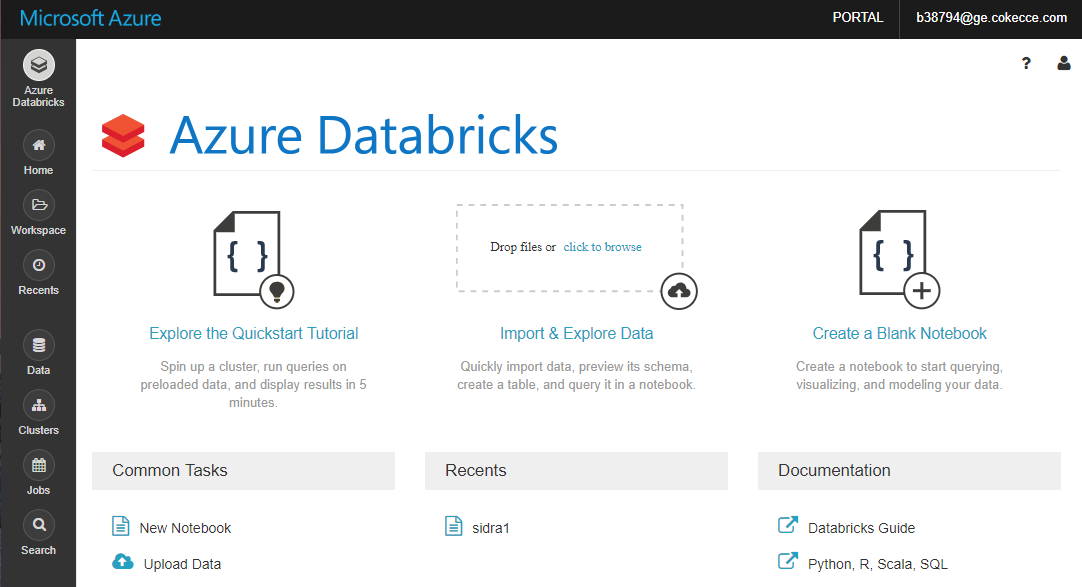 Microsoft Azure
PORTAL
b38794@ge.cokecce.com
Azure
Databricks
Home
Workspace
Recents
Data
Clusters
Jobs
Search
?
Azure Databricks
{ }
Explore the Quickstart Tutorial
Spin up a cluster, run queries on
preloaded data, and display results in 5
minutes.
Drop files or click to browse
Import & Explore Data
Quickly import data, preview its schema,
create a table, and query it in a notebook.
{ }
Create a Blank Notebook
Create a notebook to start querying,
visualizing, and modeling your data.
Common Tasks
New Notebook
Upload Data
Recents
sidra1
Documentation
Databricks Guide
Python, R, Scala, SQL